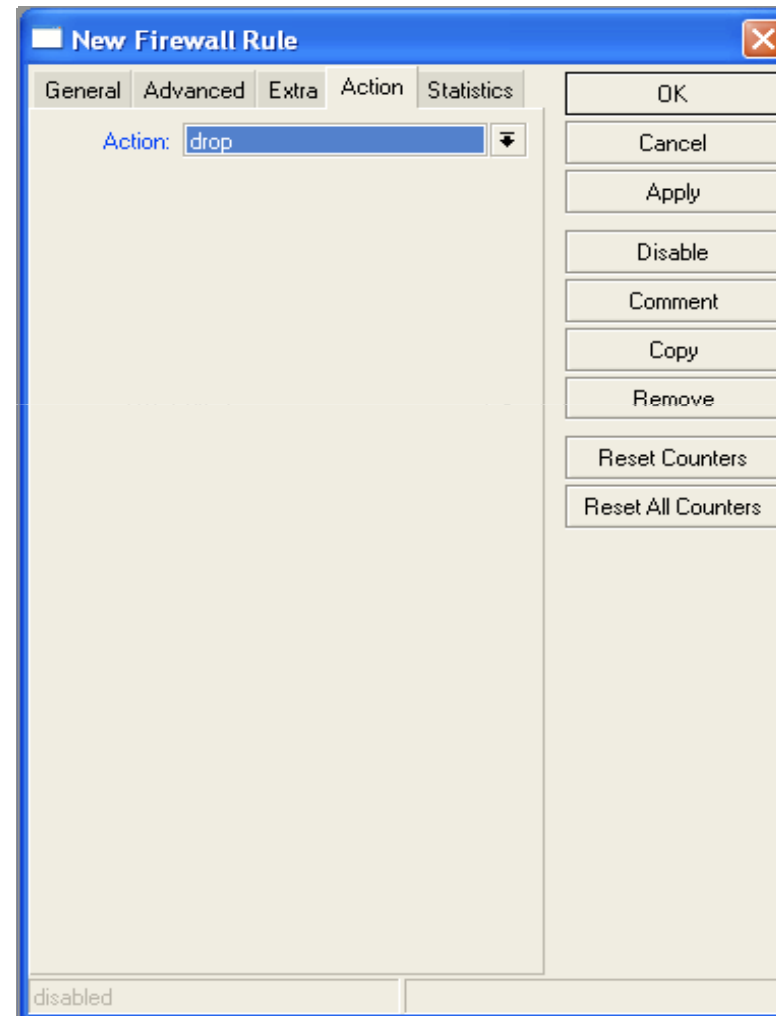 New Firewall Rule
General Advanced Extra Action Statistics
Action: drop
OK
Cancel
Apply
Disable
Comment
Copy
Remove
Reset Counters
Reset All Counters
disabled